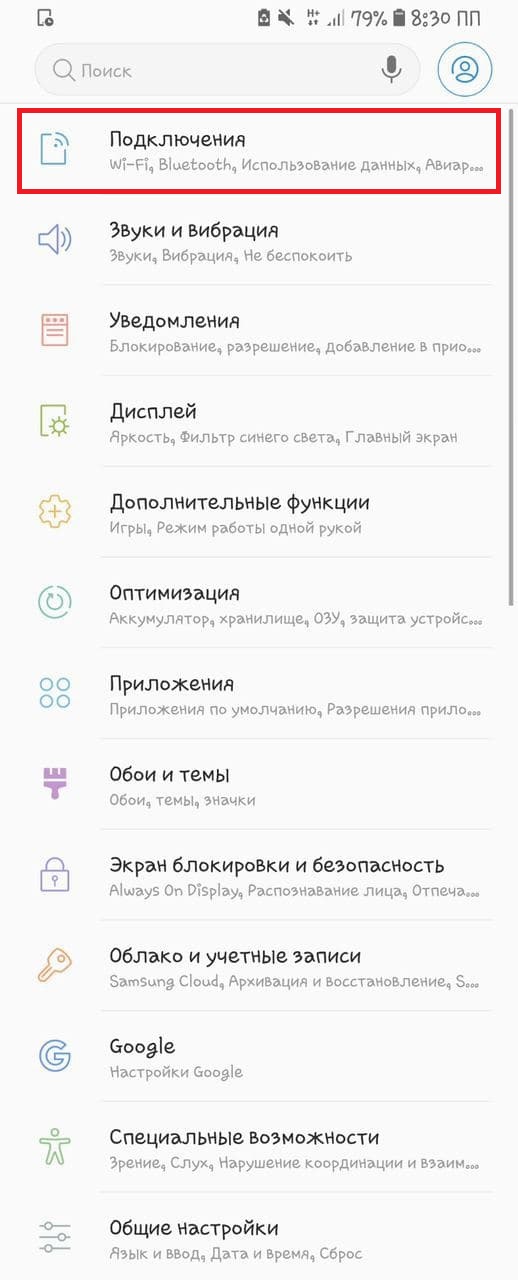 79% 8:30 ПП
Поиск
Подключения
Wi-Fi, Bluetooth, Использование данных, Авиар...
Звуки и вибрация
Звуки, Вибрация, Не беспокоить
Уведомления
Блокирование, разрешение, добавление в прио...
Дисплей
Яркость, Фильтр синего света, Главный экран
Дополнительные функции
Игры, Режим работы одной рукой
Оптимизация
Аккумулятор, хранилище, ОЗУ, защита устройс...
Приложения
Приложения по умолчанию, Разрешения прило...
Обои и темы
Обои, темы, значки
Экран блокировки и безопасность
Always On Display, Распознавание лица, Отпеча...
Облако и учетные записи
Samsung Cloud, Архивация и восстановление, S...
Google
Настройки Google
Специальные возможности
Зрение, Слух, Нарушение координации и взаим...
Общие настройки
Язык и ввод, Дата и время, Сброс